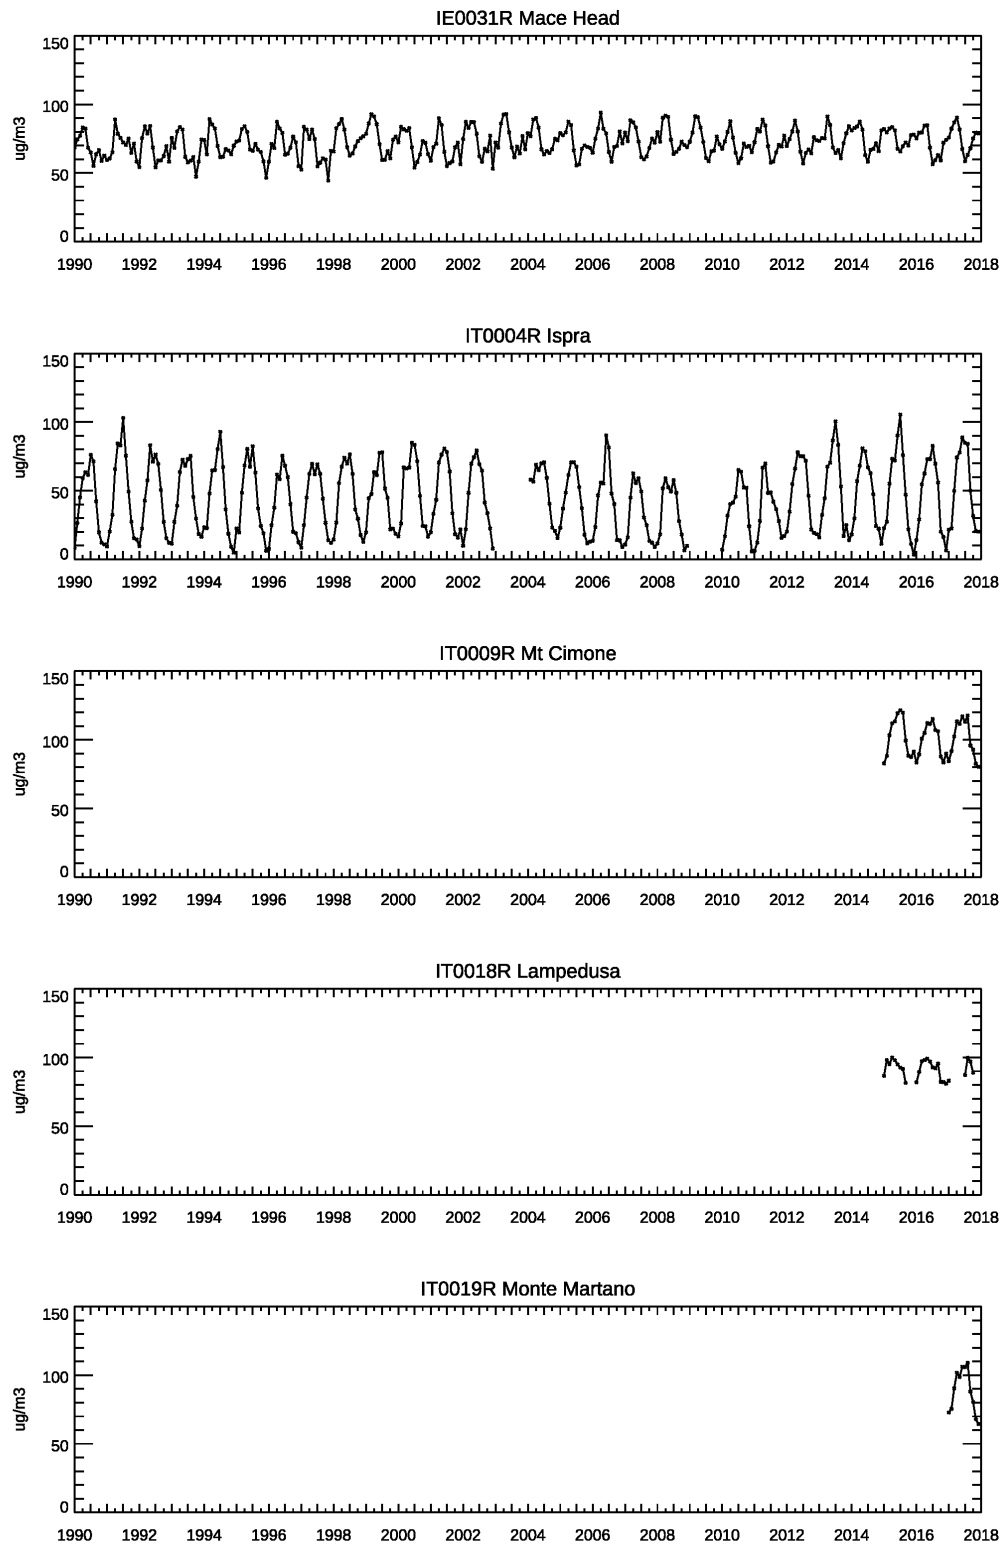 IE0031R Mace Head
150
100
50
0
ug/m3
1990 1992 1994 1996 1998 2000 2002 2004 2006 2008 2010 2012 2014 2016 2018
IT0004R Ispra
150
100
50
0
ug/m3
1990 1992 1994 1996 1998 2000 2002 2004 2006 2008 2010 2012 2014 2016 2018
IT0009R Mt Cimone
150
100
50
0
ug/m3
1990 1992 1994 1996 1998 2000 2002 2004 2006 2008 2010 2012 2014 2016 2018
IT0018R Lampedusa
150
100
50
0
ug/m3
1990 1992 1994 1996 1998 2000 2002 2004 2006 2008 2010 2012 2014 2016 2018
IT0019R Monte Martano
150
100
50
0
ug/m3
1990 1992 1994 1996 1998 2000 2002 2004 2006 2008 2010 2012 2014 2016 2018